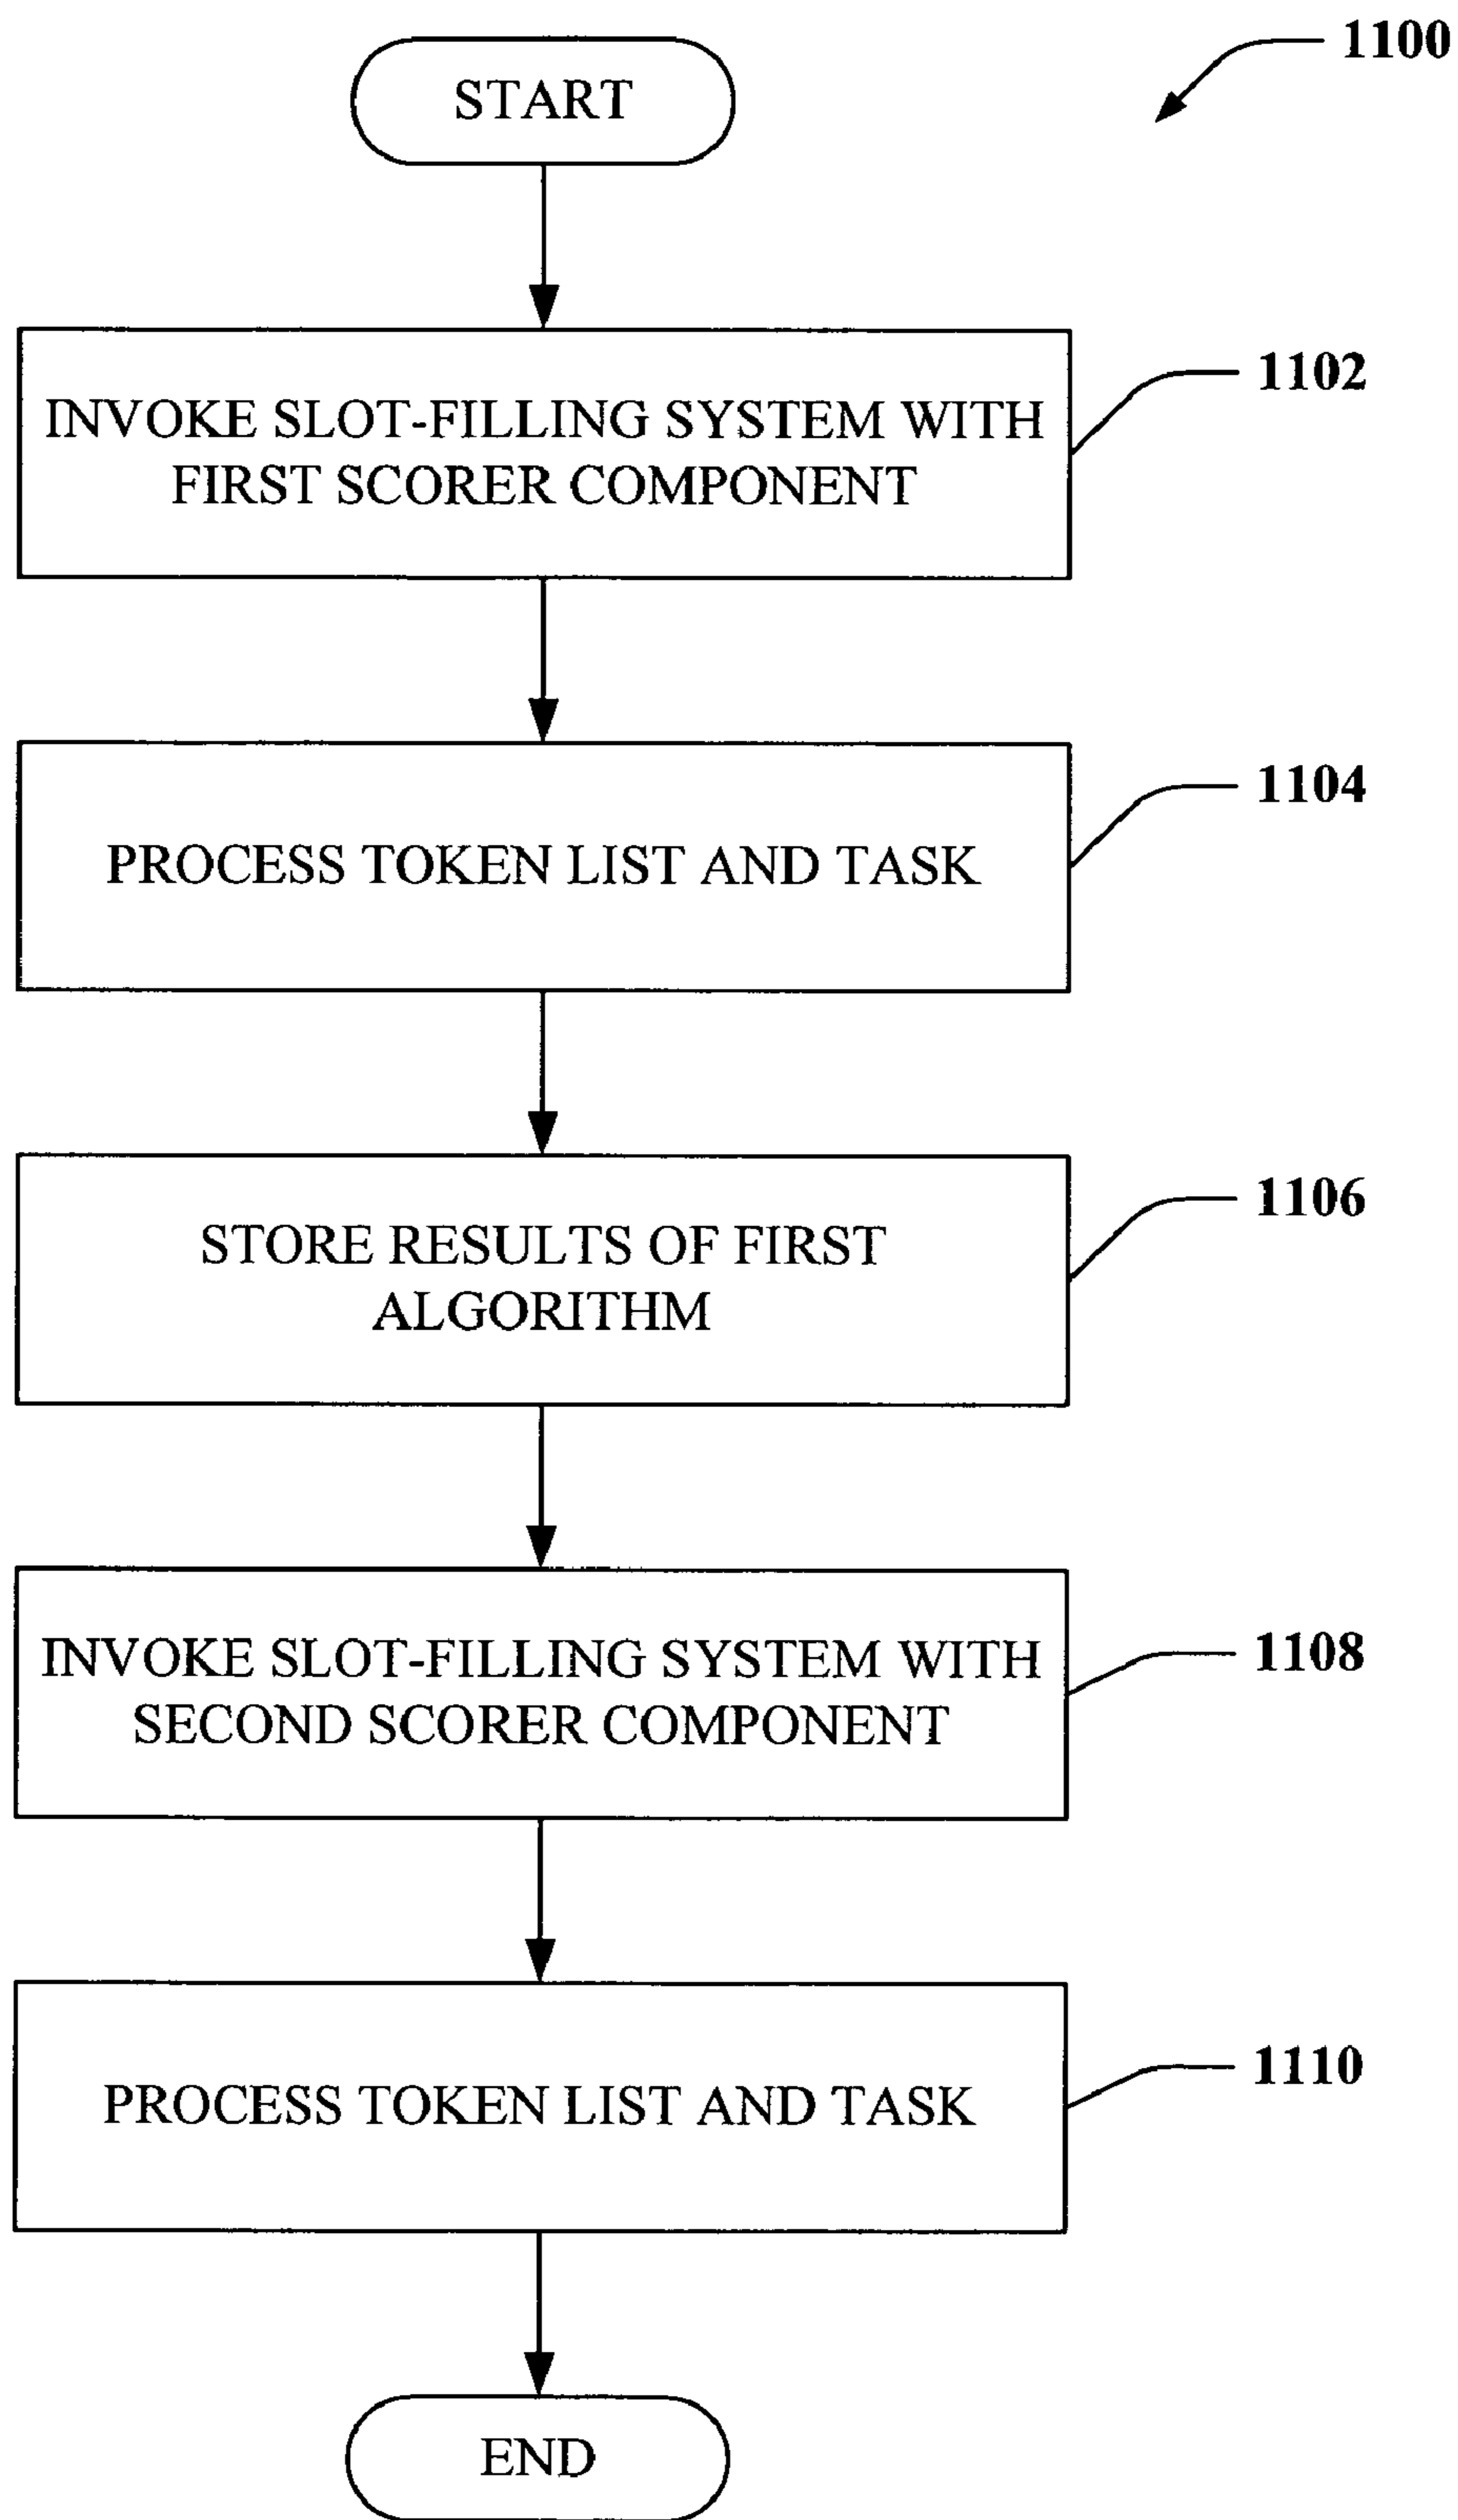 1100
START
1102
INVOKE SLOT-FILLING SYSTEM WITH
FIRST SCORER COMPONENT
1104
PROCESS TOKEN LIST AND TASK
1106
STORE RESULTS OF FIRST
ALGORITHM
1108
INVOKE SLOT-FILLING SYSTEM WITH
SECOND SCORER COMPONENT
1110
PROCESS TOKEN LIST AND TASK
END